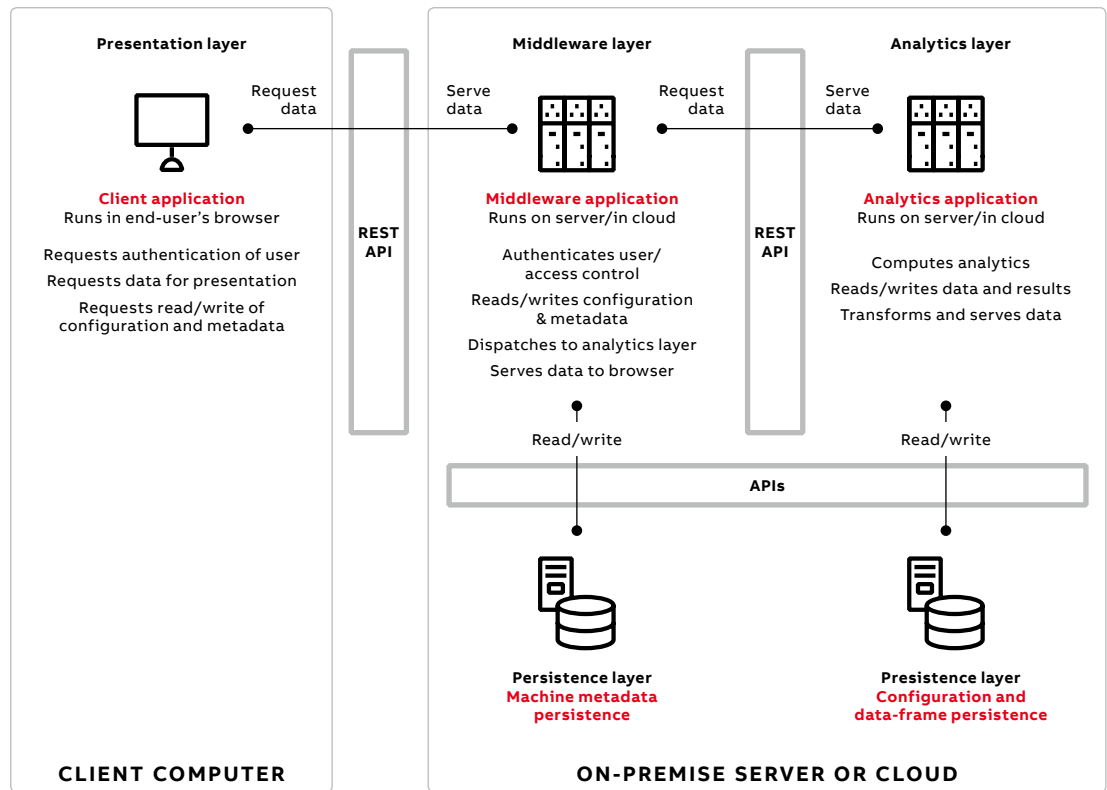 Presentation layer
Request
data
Client application
Runs in end-user’s browser
Requests authentication of user
Requests data for presentation
Requests read/write of
configuration and metadata
CLIENT COMPUTER
REST
API
Middleware layer
Serve
data
Request
data
Middleware application
Runs on server/in cloud
Authenticates user/
access control
Reads/writes configuration
& metadata
Dispatches to analytics layer
Serves data to browser
Read/write
REST
API
Analytics layer
Serve
data
Analytics application
Runs on server/in cloud
Computes analytics
Reads/writes data and results
Transforms and serves data
Read/write
APIs
Persistence layer
Machine metadata
persistence
Presistence layer
Configuration and
data-frame persistence
ON-PREMISE SERVER OR CLOUD